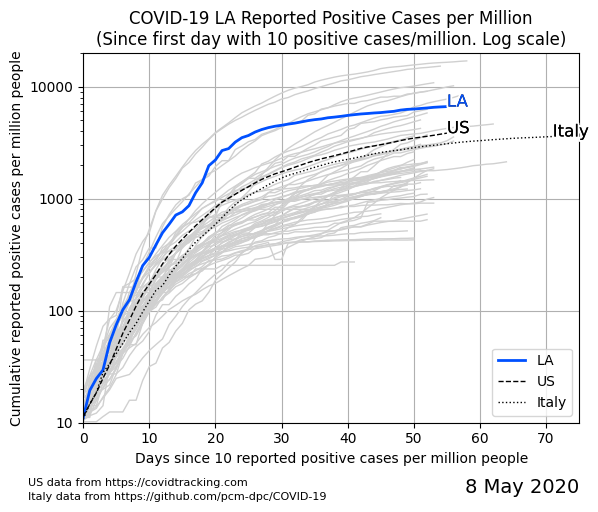 COVID-19 LA Reported Positive Cases per Million
(Since first day with 10 positive cases/million. Log scale)
Cumulative reported positive cases per million people
10000
1000
100
10
LA
US
Italy
LA
US
Italy
0 10 20 30 40 50 60 70
Days since 10 reported positive cases per million people
US data from https://covidtracking.com
Italy data from https://github.com/pcm-dpc/COVID-19
8 May 2020